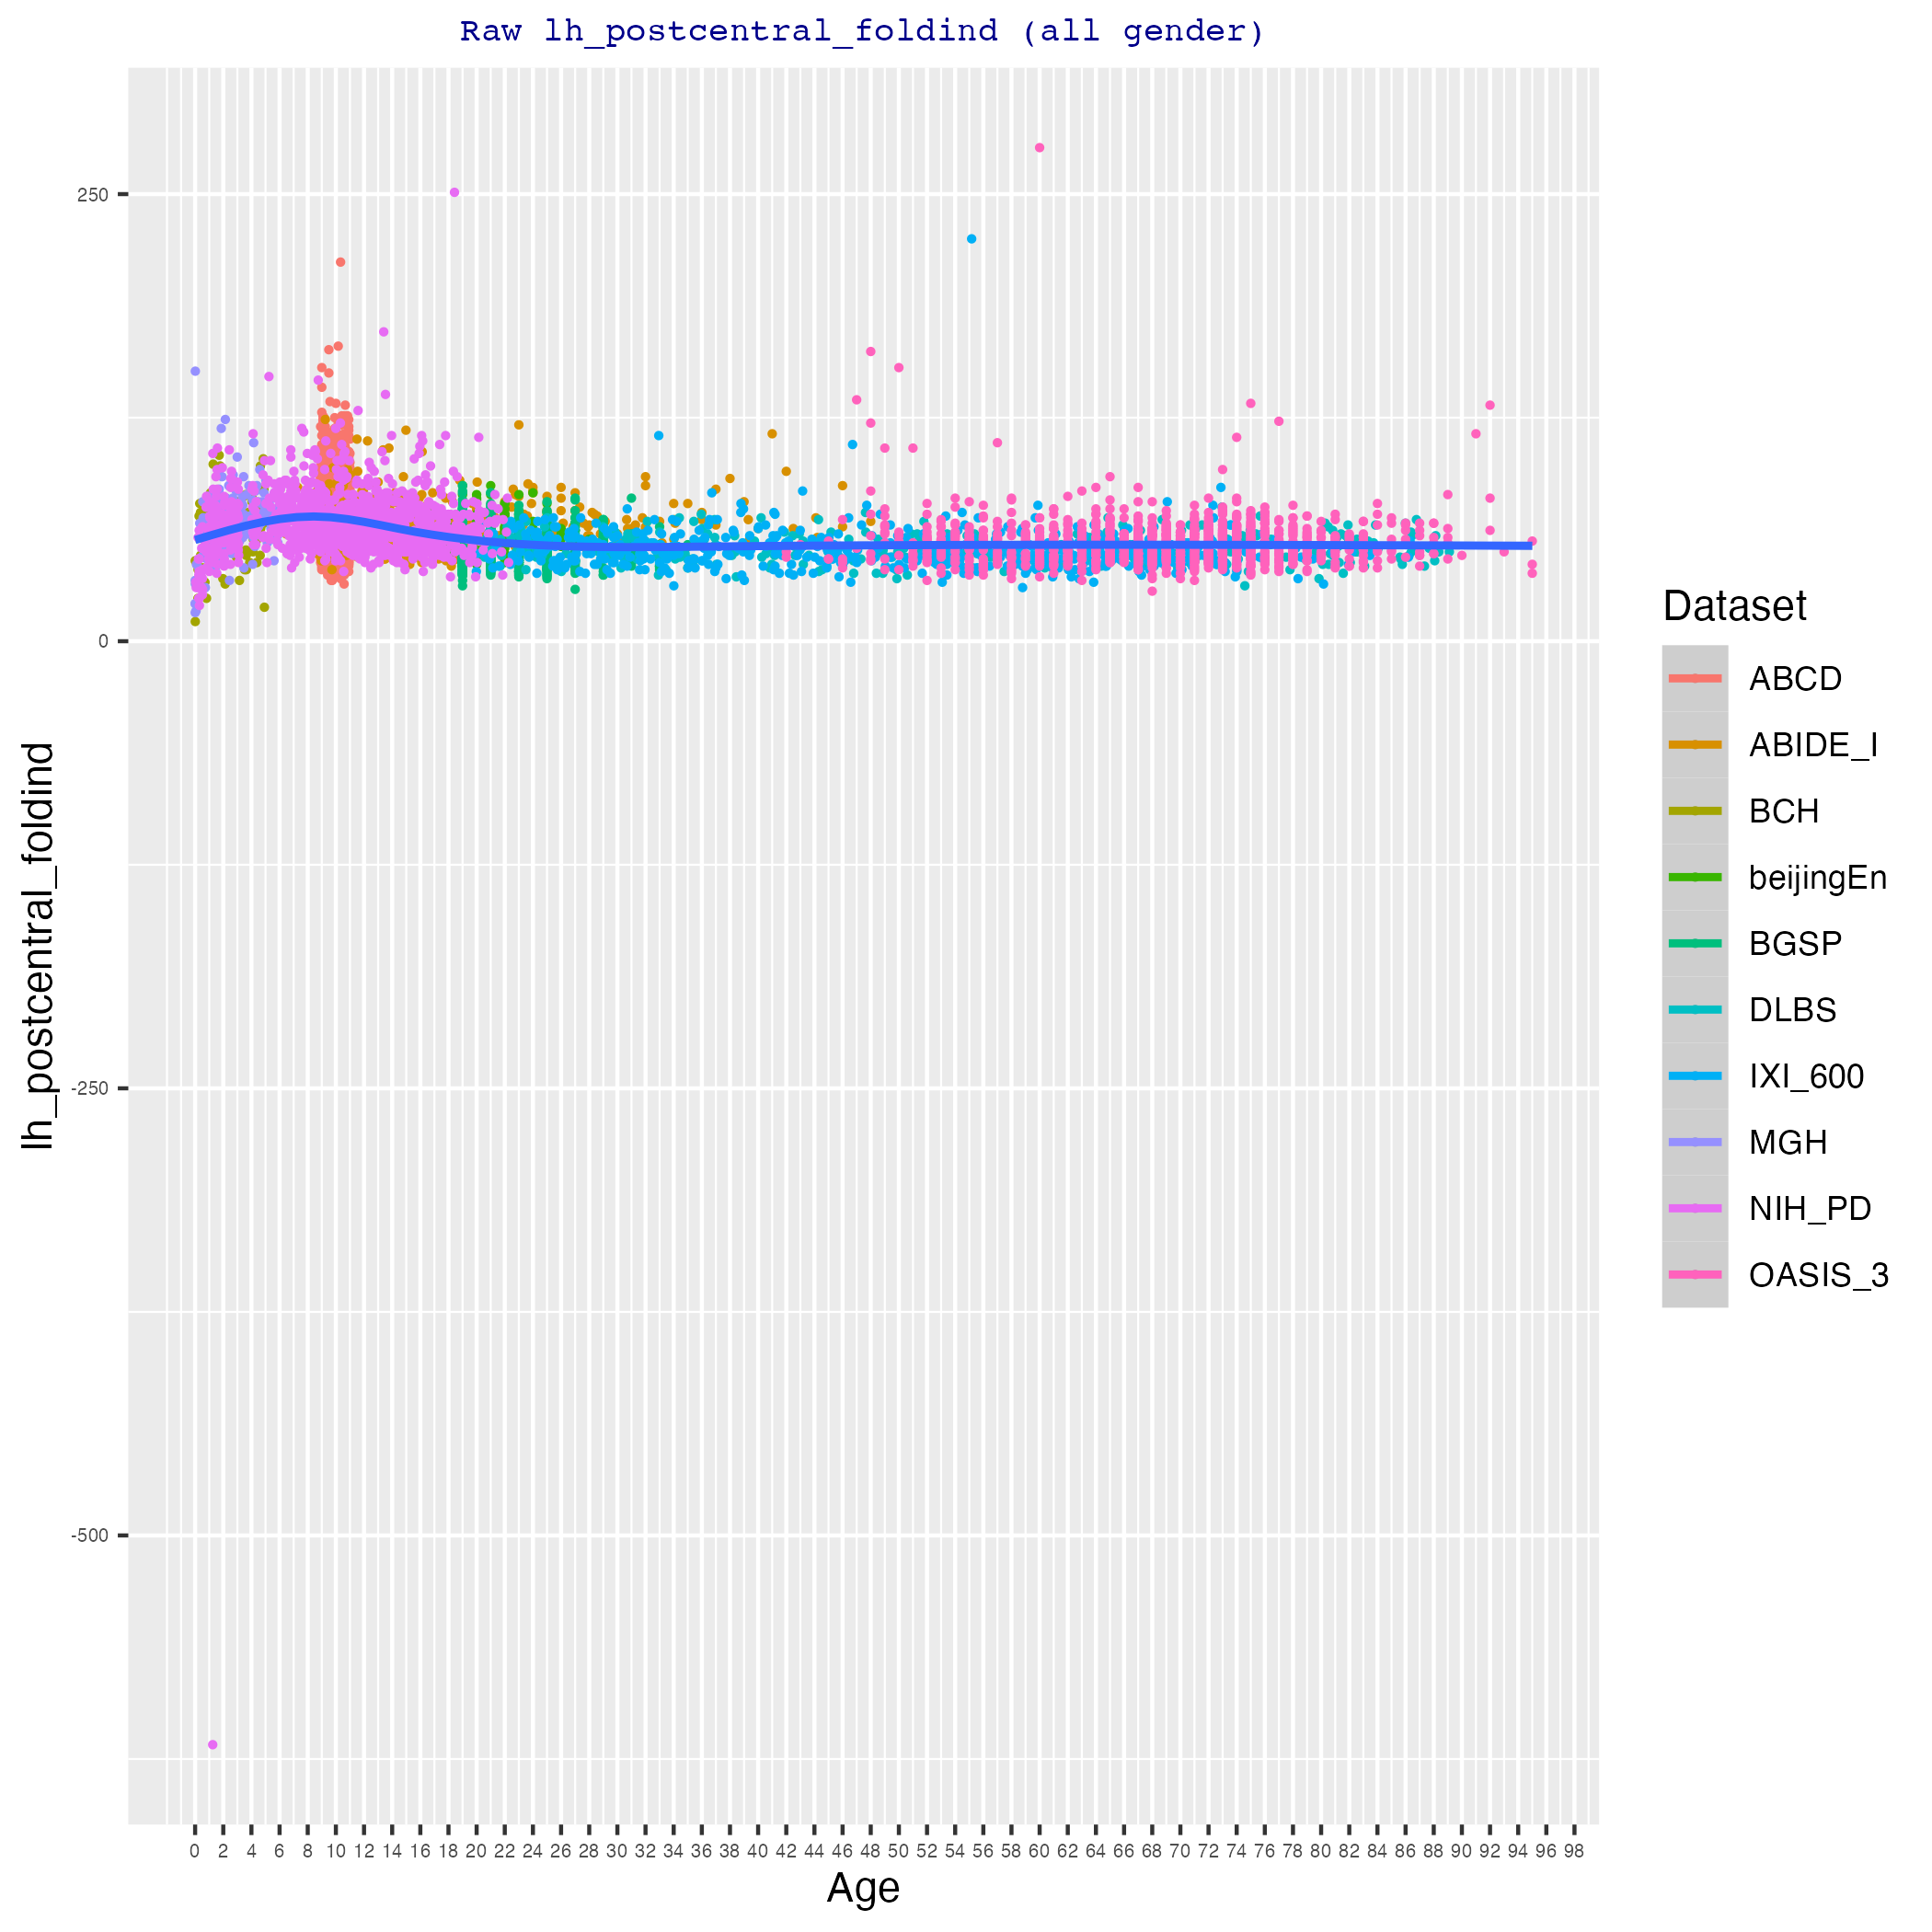 Raw lh_postcentral_foldind (all gender)
lh_postcentral_foldind
250
0
-250
-500
0 2 4 6 8 10 12 14 16 18 20 22 24 26 28 30 32 34 36 38 40 42 44 46 48 50 52 54 56 58 60 62 64 66 68 70 72 74 76 78 80 82 84 86 88 90 92 94 96 98
Age
Dataset
ABCD
ABIDE_I
BCH
beijingEn
BGSP
DLBS
IXI_600
MGH
NIH_PD
OASIS_3